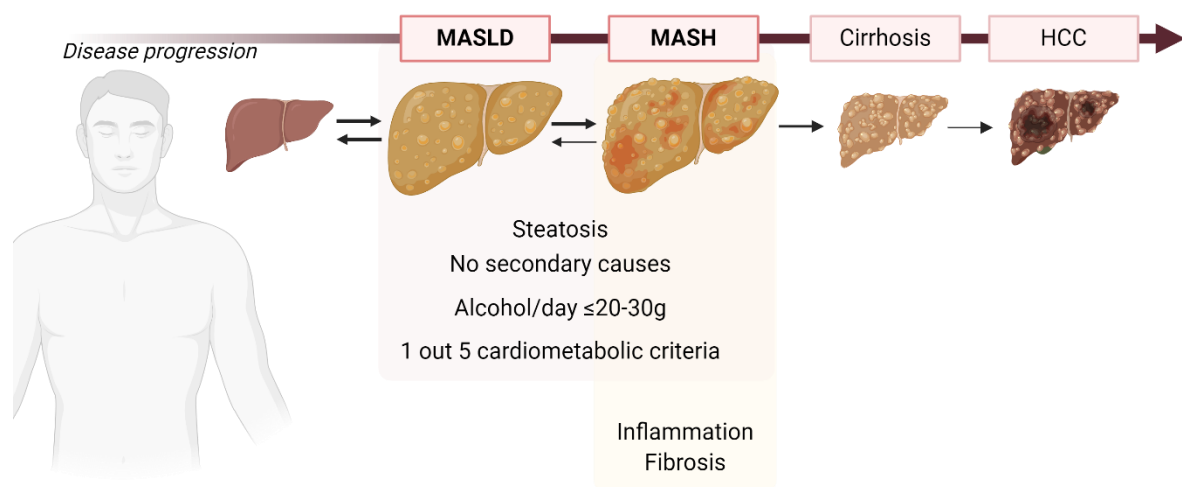 Disease progression
MASLD
MASH
Cirrhosis
HCC
Steatosis
No secondary causes
Alcohol/day ≤20-30g
1 out 5 cardiometabolic criteria
Inflammation
Fibrosis